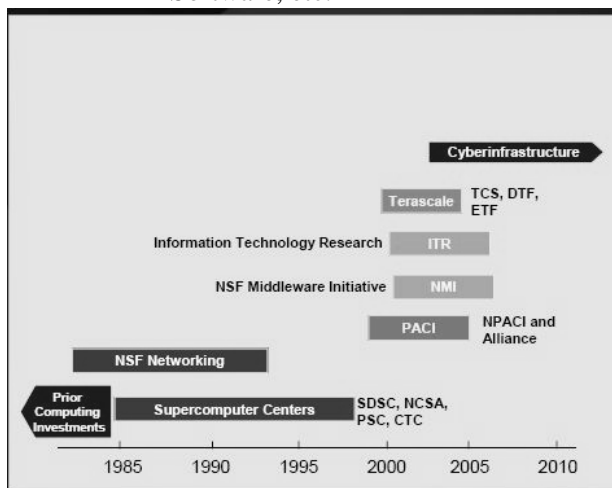 Cyberinfrastructure
Terascale
TCS, DTF,
ETF
Information Technology Research
ITR
NSF Middleware Initiative
NMI
PACI
NPACI and
Alliance
NSF Networking
Prior
Computing
Investments
Supercomputer Centers
SDSC, NCSA,
PSC, CTC
1985 1990 1995 2000 2005 2010